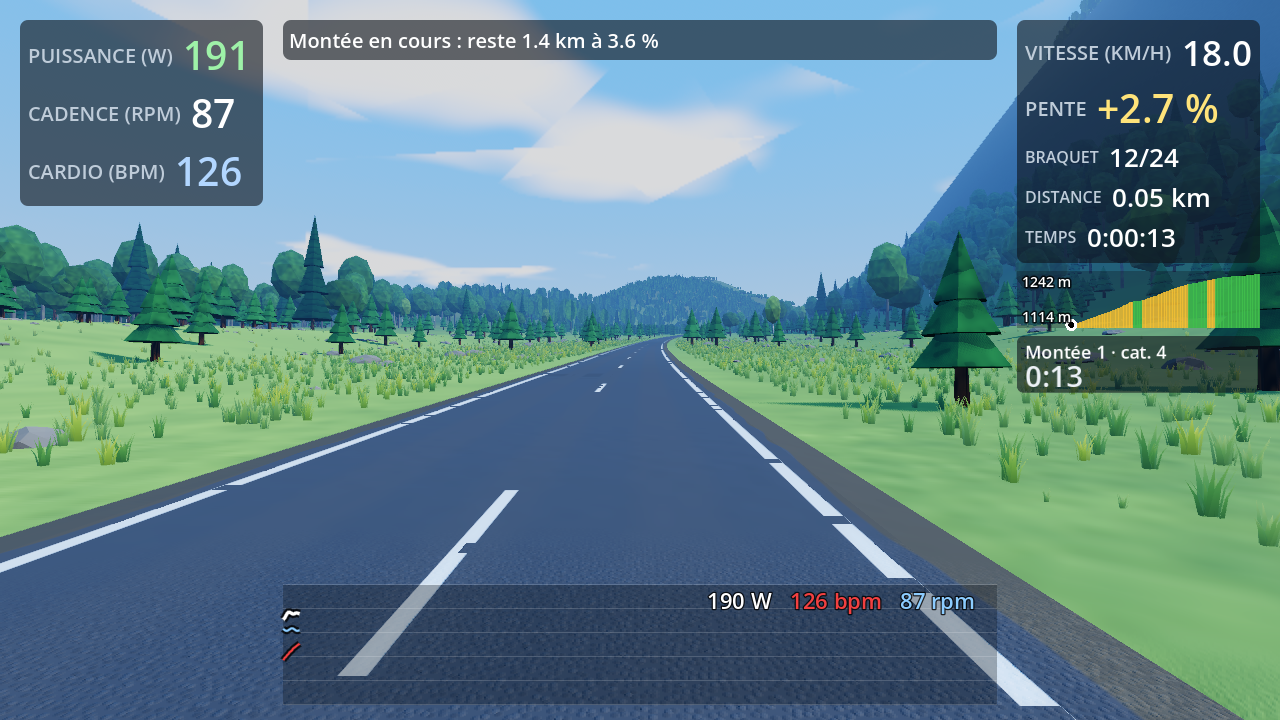 PUISSANCE (W) 191
CADENCE (RPM) 87
CARDIO (BPM) 126
Montée en cours : reste 1.4 km à 3.6 %
VITESSE (KM/H) 18.0
PENTE +2.7 %
BRAQUET 12/24
DISTANCE 0.05 km
TEMPS 0:00:13
1242 m
1114 m
Montée 1 · cat. 4
0:13
190 W 126 bpm 87 rpm